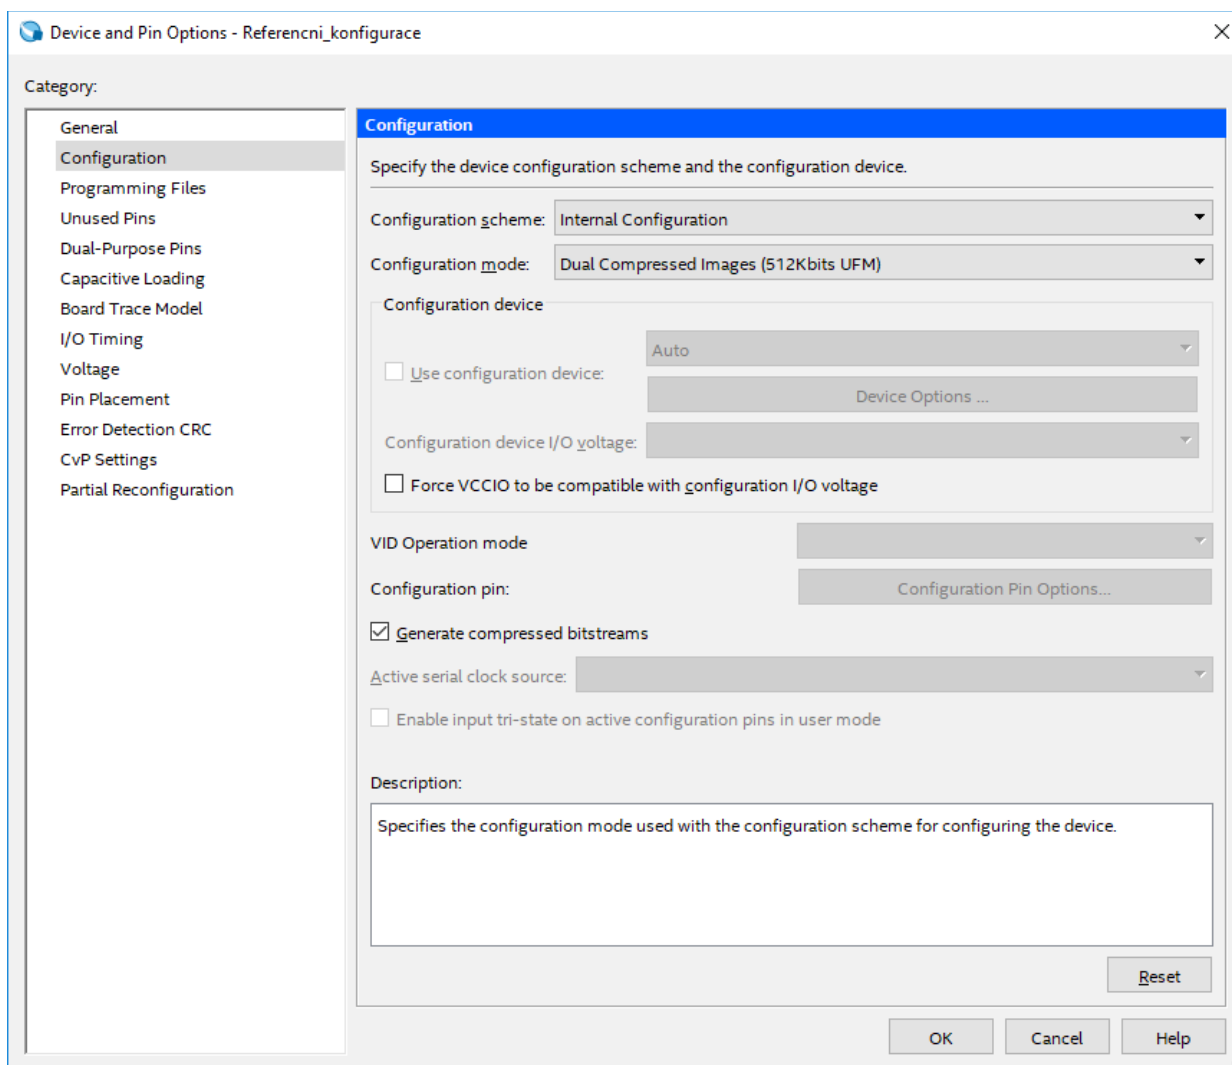 Device and Pin Options - Referencni_konfigurace
Category:
General
Configuration
Programming Files
Unused Pins
Dual-Purpose Pins
Capacitive Loading
Board Trace Model
I/O Timing
Voltage
Pin Placement
Error Detection CRC
CvP Settings
Partial Reconfiguration
Configuration
Specify the device configuration scheme and the configuration device.
Configuration scheme: Internal Configuration
Configuration mode: Dual Compressed Images (512Kbits UFM)
Configuration device
Auto
Use configuration device:
Device Options ...
Configuration device I/O voltage:
Force VCCIO to be compatible with configuration I/O voltage
VID Operation mode
Configuration pin: Configuration Pin Options...
Generate compressed bitstreams
Active serial clock source:
Enable input tri-state on active configuration pins in user mode
Description:
Specifies the configuration mode used with the configuration scheme for configuring the device.
Reset
OK Cancel Help